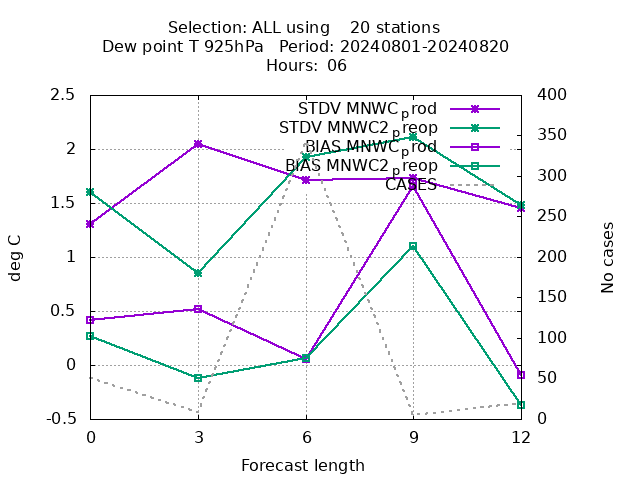 Selection: ALL using 20 stations
Dew point T 925hPa Period: 20240801-20240820
Hours: 06
2.5
2
1.5
1
0.5
0
-0.5
400
350
300
250
200
150
100
50
0
deg C
No cases
STDV MNWC_prod
STDV MNWC2_preop
BIAS MNWC_prod
BIAS MNWC2_preop
CASES
0 3 6 9 12
Forecast length